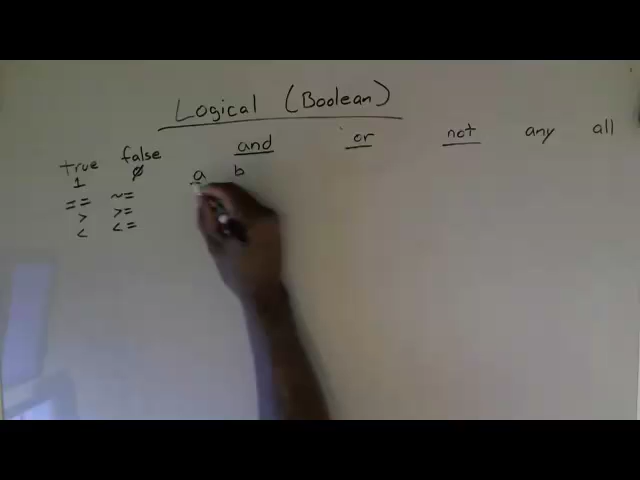 Logical (Boolean)
and or not any all
true false
1 0
a b
== ~=
> >=
< <=